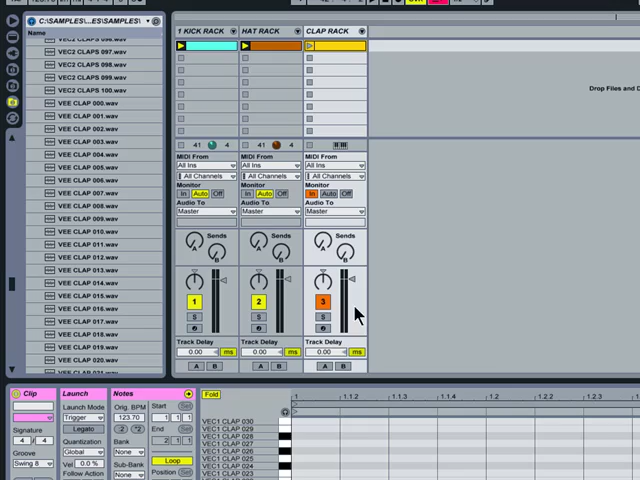 C:\SAMPLES\...ES\SAMPLES\
Name
VEC2 CLAPS 097.wav
VEC2 CLAPS 098.wav
VEC2 CLAPS 099.wav
VEC2 CLAPS 100.wav
VEE CLAP 000.wav
VEE CLAP 001.wav
VEE CLAP 002.wav
VEE CLAP 003.wav
VEE CLAP 004.wav
VEE CLAP 005.wav
VEE CLAP 006.wav
VEE CLAP 007.wav
VEE CLAP 008.wav
VEE CLAP 009.wav
VEE CLAP 010.wav
VEE CLAP 011.wav
VEE CLAP 012.wav
VEE CLAP 013.wav
VEE CLAP 014.wav
VEE CLAP 015.wav
VEE CLAP 016.wav
VEE CLAP 017.wav
VEE CLAP 018.wav
VEE CLAP 019.wav
VEE CLAP 020.wav
1 KICK RACK HAT RACK CLAP RACK
Drop Files and D
41 4 41 4
MIDI From MIDI From MIDI From
All Ins All Ins All Ins
All Channels All Channels All Channels
Monitor Monitor Monitor
In Auto Off In Auto Off In Auto Off
Audio To Audio To Audio To
Master Master Master
Sends Sends Sends
A B A B A B
1 2 3
S S S
Track Delay Track Delay Track Delay
0.00 ms 0.00 ms 0.00 ms
A B A B A B
Clip
Signature
4 / 4
Groove
Swing 8
Launch
Launch Mode
Trigger
Legato
Quantization
Global
Vel 0.0 %
Follow Action
Notes
Orig. BPM
123.70
:2 *2
Bank
None
Sub-Bank
None
Start Set
1 1 1
End Set
2 1 1
Loop
Position Set
Fold
1 1.1.2 1.1.3 1.1.4 1.2 1.2.2 1.2.3
VEC1 CLAP 030
VEC1 CLAP 029
VEC1 CLAP 028
VEC1 CLAP 027
VEC1 CLAP 026
VEC1 CLAP 025
VEC1 CLAP 024
VEC1 CLAP 023